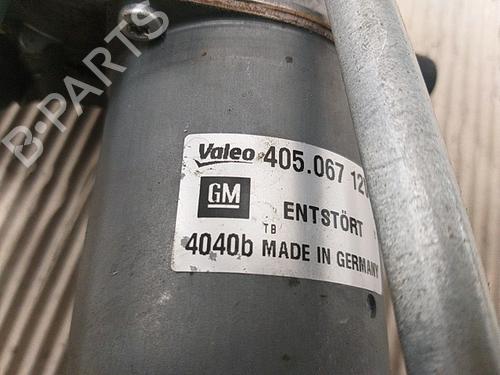 Valeo 405.067 12
GM
ENTSTÖRT
TB
4040b MADE IN GERMANY
B-PARTS